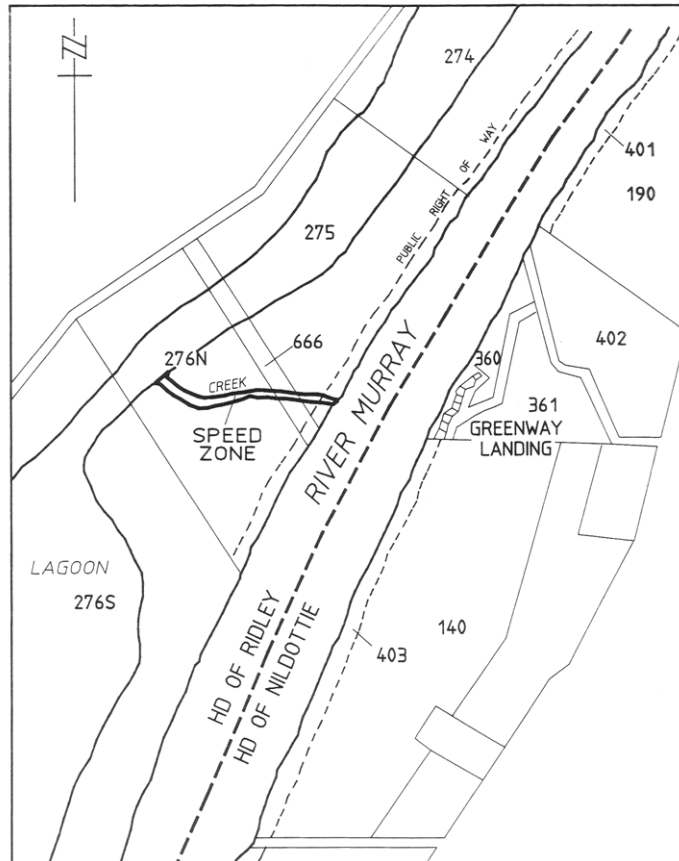 N
274
401
190
PUBLIC RIGHT OF WAY
275
402
276N
666
360
CREEK
361
SPEED
ZONE
GREENWAY
LANDING
RIVER MURRAY
LAGOON
276S
140
403
HD OF RIDLEY
HD OF NILDOTTIE